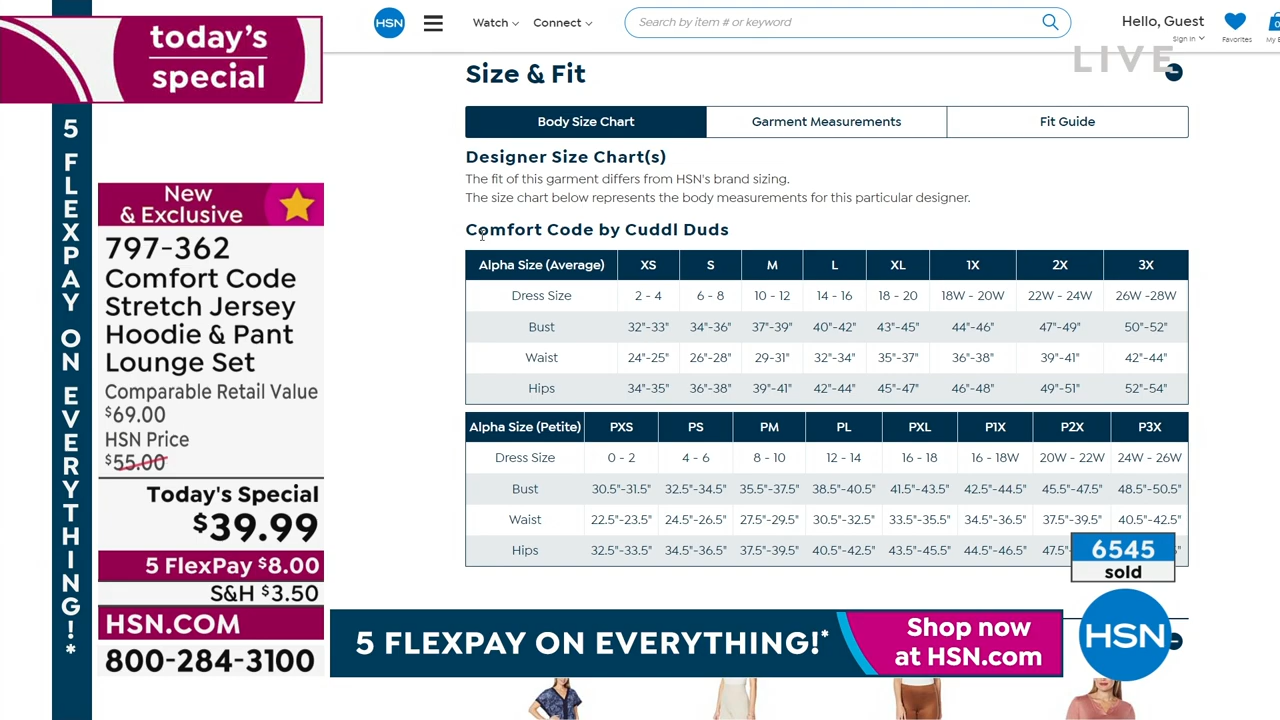 today's
special
5 FLEXPAY ON EVERYTHING!*
New
& Exclusive
797-362
Comfort Code
Stretch Jersey
Hoodie & Pant
Lounge Set
Comparable Retail Value
$69.00
HSN Price
$55.00
Today's Special
$39.99
5 FlexPay $8.00
S&H $3.50
HSN.COM
800-284-3100
HSN
Watch
Connect
Search by item # or keyword
Hello, Guest
Sign In
Favorites
LIVE
Size & Fit
Body Size Chart Garment Measurements Fit Guide
Designer Size Chart(s)
The fit of this garment differs from HSN's brand sizing.
The size chart below represents the body measurements for this particular designer.
Comfort Code by Cuddl Duds
Alpha Size (Average) XS S M L XL 1X 2X 3X
Dress Size 2 - 4 6 - 8 10 - 12 14 - 16 18 - 20 18W - 20W 22W - 24W 26W -28W
Bust 32"-33" 34"-36" 37"-39" 40"-42" 43"-45" 44"-46" 47"-49" 50"-52"
Waist 24"-25" 26"-28" 29-31" 32"-34" 35"-37" 36"-38" 39"-41" 42"-44"
Hips 34"-35" 36"-38" 39"-41" 42"-44" 45"-47" 46"-48" 49"-51" 52"-54"
Alpha Size (Petite) PXS PS PM PL PXL P1X P2X P3X
Dress Size 0 - 2 4 - 6 8 - 10 12 - 14 16 - 18 16 - 18W 20W - 22W 24W - 26W
Bust 30.5"-31.5" 32.5"-34.5" 35.5"-37.5" 38.5"-40.5" 41.5"-43.5" 42.5"-44.5" 45.5"-47.5" 48.5"-50.5"
Waist 22.5"-23.5" 24.5"-26.5" 27.5"-29.5" 30.5"-32.5" 33.5"-35.5" 34.5"-36.5" 37.5"-39.5" 40.5"-42.5"
Hips 32.5"-33.5" 34.5"-36.5" 37.5"-39.5" 40.5"-42.5" 43.5"-45.5" 44.5"-46.5" 47.5"
6545
sold
5 FLEXPAY ON EVERYTHING!*
Shop now
at HSN.com
HSN